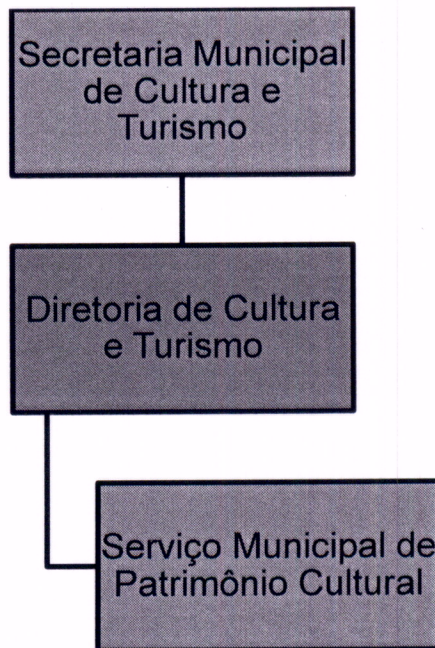 Secretaria Municipal
de Cultura e
Turismo
Diretoria de Cultura
e Turismo
Serviço Municipal de
Patrimônio Cultural